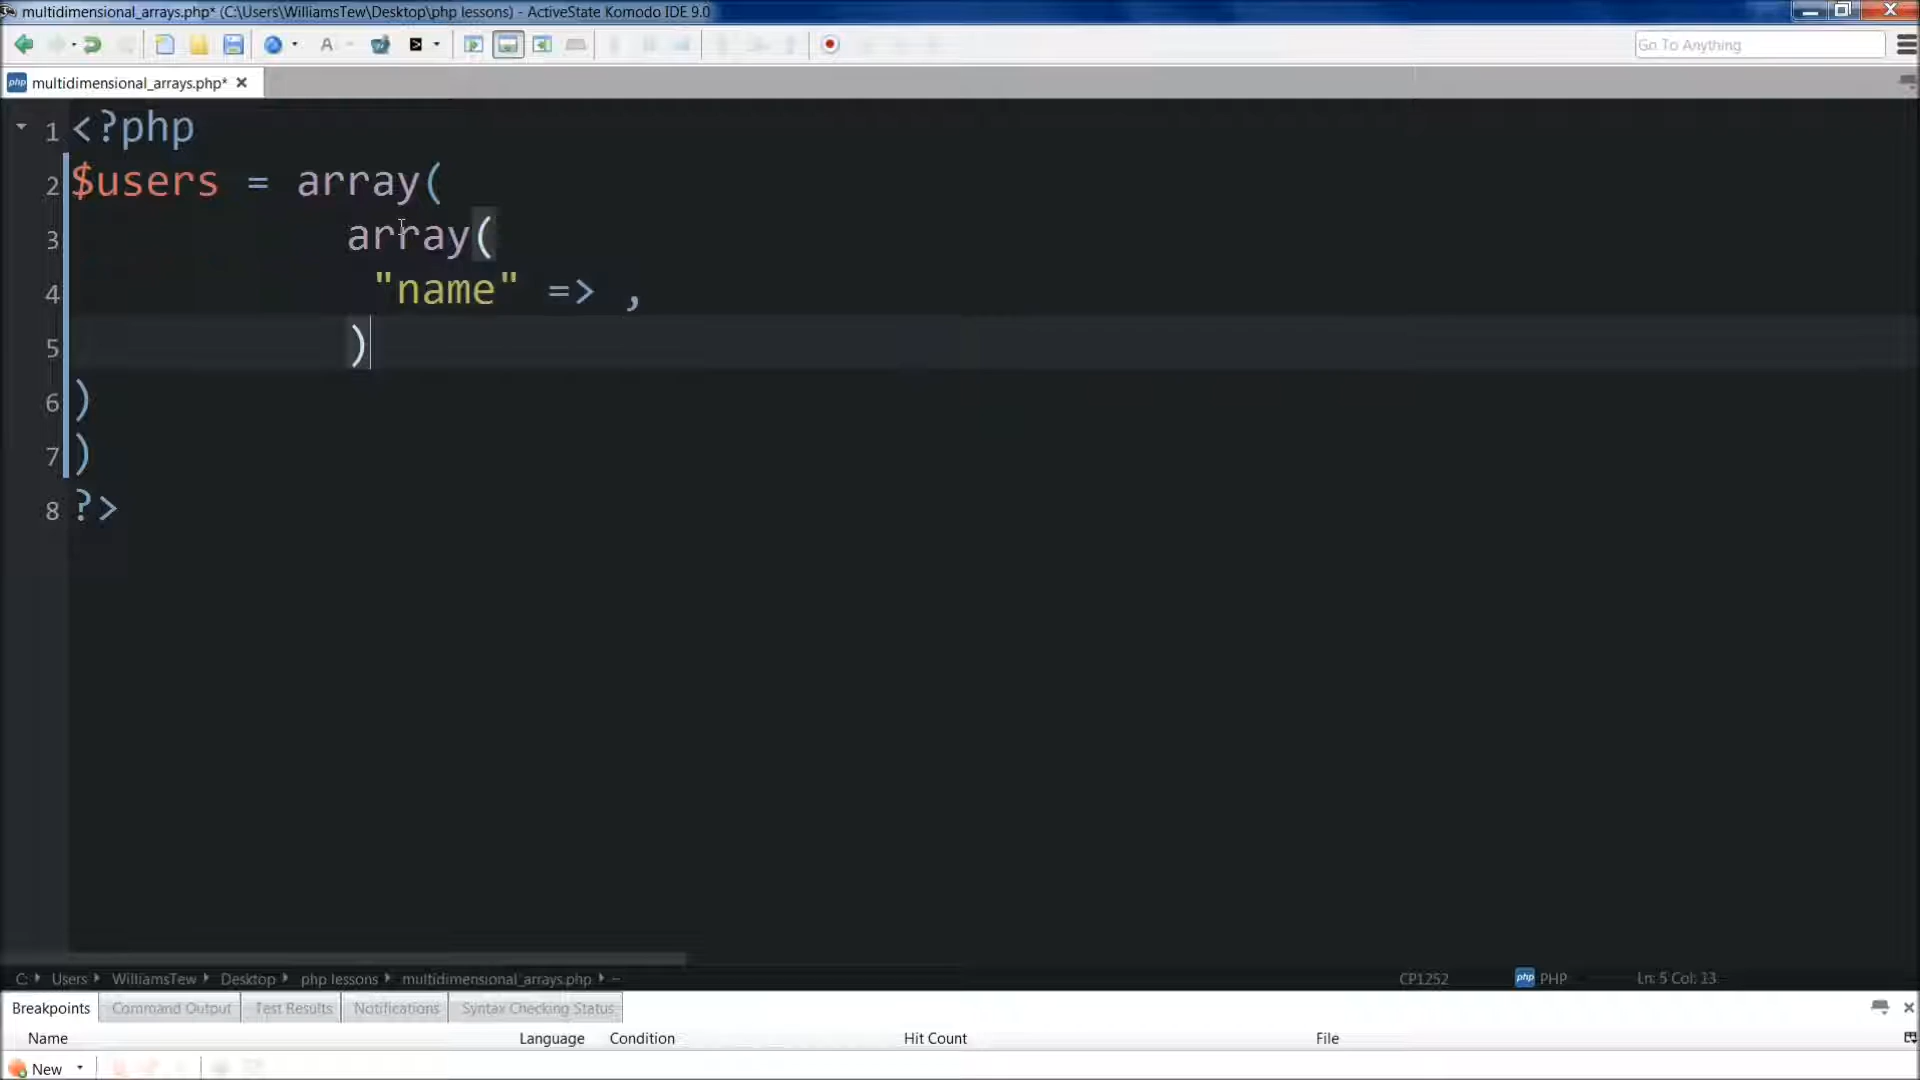 multidimensional_arrays.php* (C:\Users\WilliamsTew\Desktop\php lessons) - ActiveState Komodo IDE 9.0
Go To Anything
php multidimensional_arrays.php*
1 <?php
2 $users = array(
3 array(
4 "name" => ,
5 )
6 )
7 )
8 ?>
C: Users WilliamsTew Desktop php lessons multidimensional_arrays.php
CP1252 php PHP Ln: 5 Col: 13
Breakpoints Command Output Test Results Notifications Syntax Checking Status
Name Language Condition Hit Count File
New